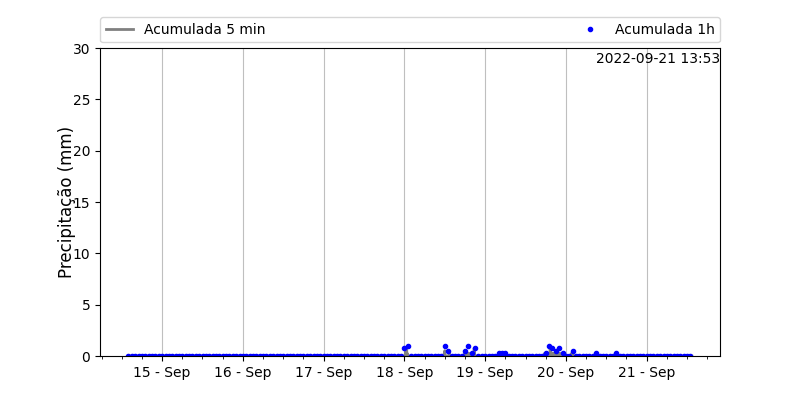 Acumulada 5 min
Acumulada 1h
2022-09-21 13:53
Precipitação (mm)
30
25
20
15
10
5
0
15 - Sep
16 - Sep
17 - Sep
18 - Sep
19 - Sep
20 - Sep
21 - Sep